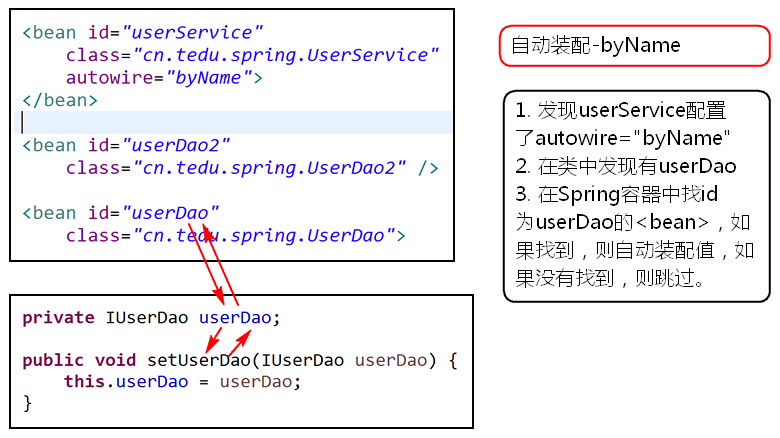 <bean id="userService"
class="cn.tedu.spring.UserService"
autowire="byName">
</bean>
<bean id="userDao2"
class="cn.tedu.spring.UserDao2" />
<bean id="userDao"
class="cn.tedu.spring.UserDao">
private IUserDao userDao;
public void setUserDao(IUserDao userDao) {
this.userDao = userDao;
}
自动装配-byName
1. 发现userService配置
了autowire="byName"
2. 在类中发现有userDao
3. 在Spring容器中找id
为userDao的<bean>，如
果找到，则自动装配值，如
果没有找到，则跳过。